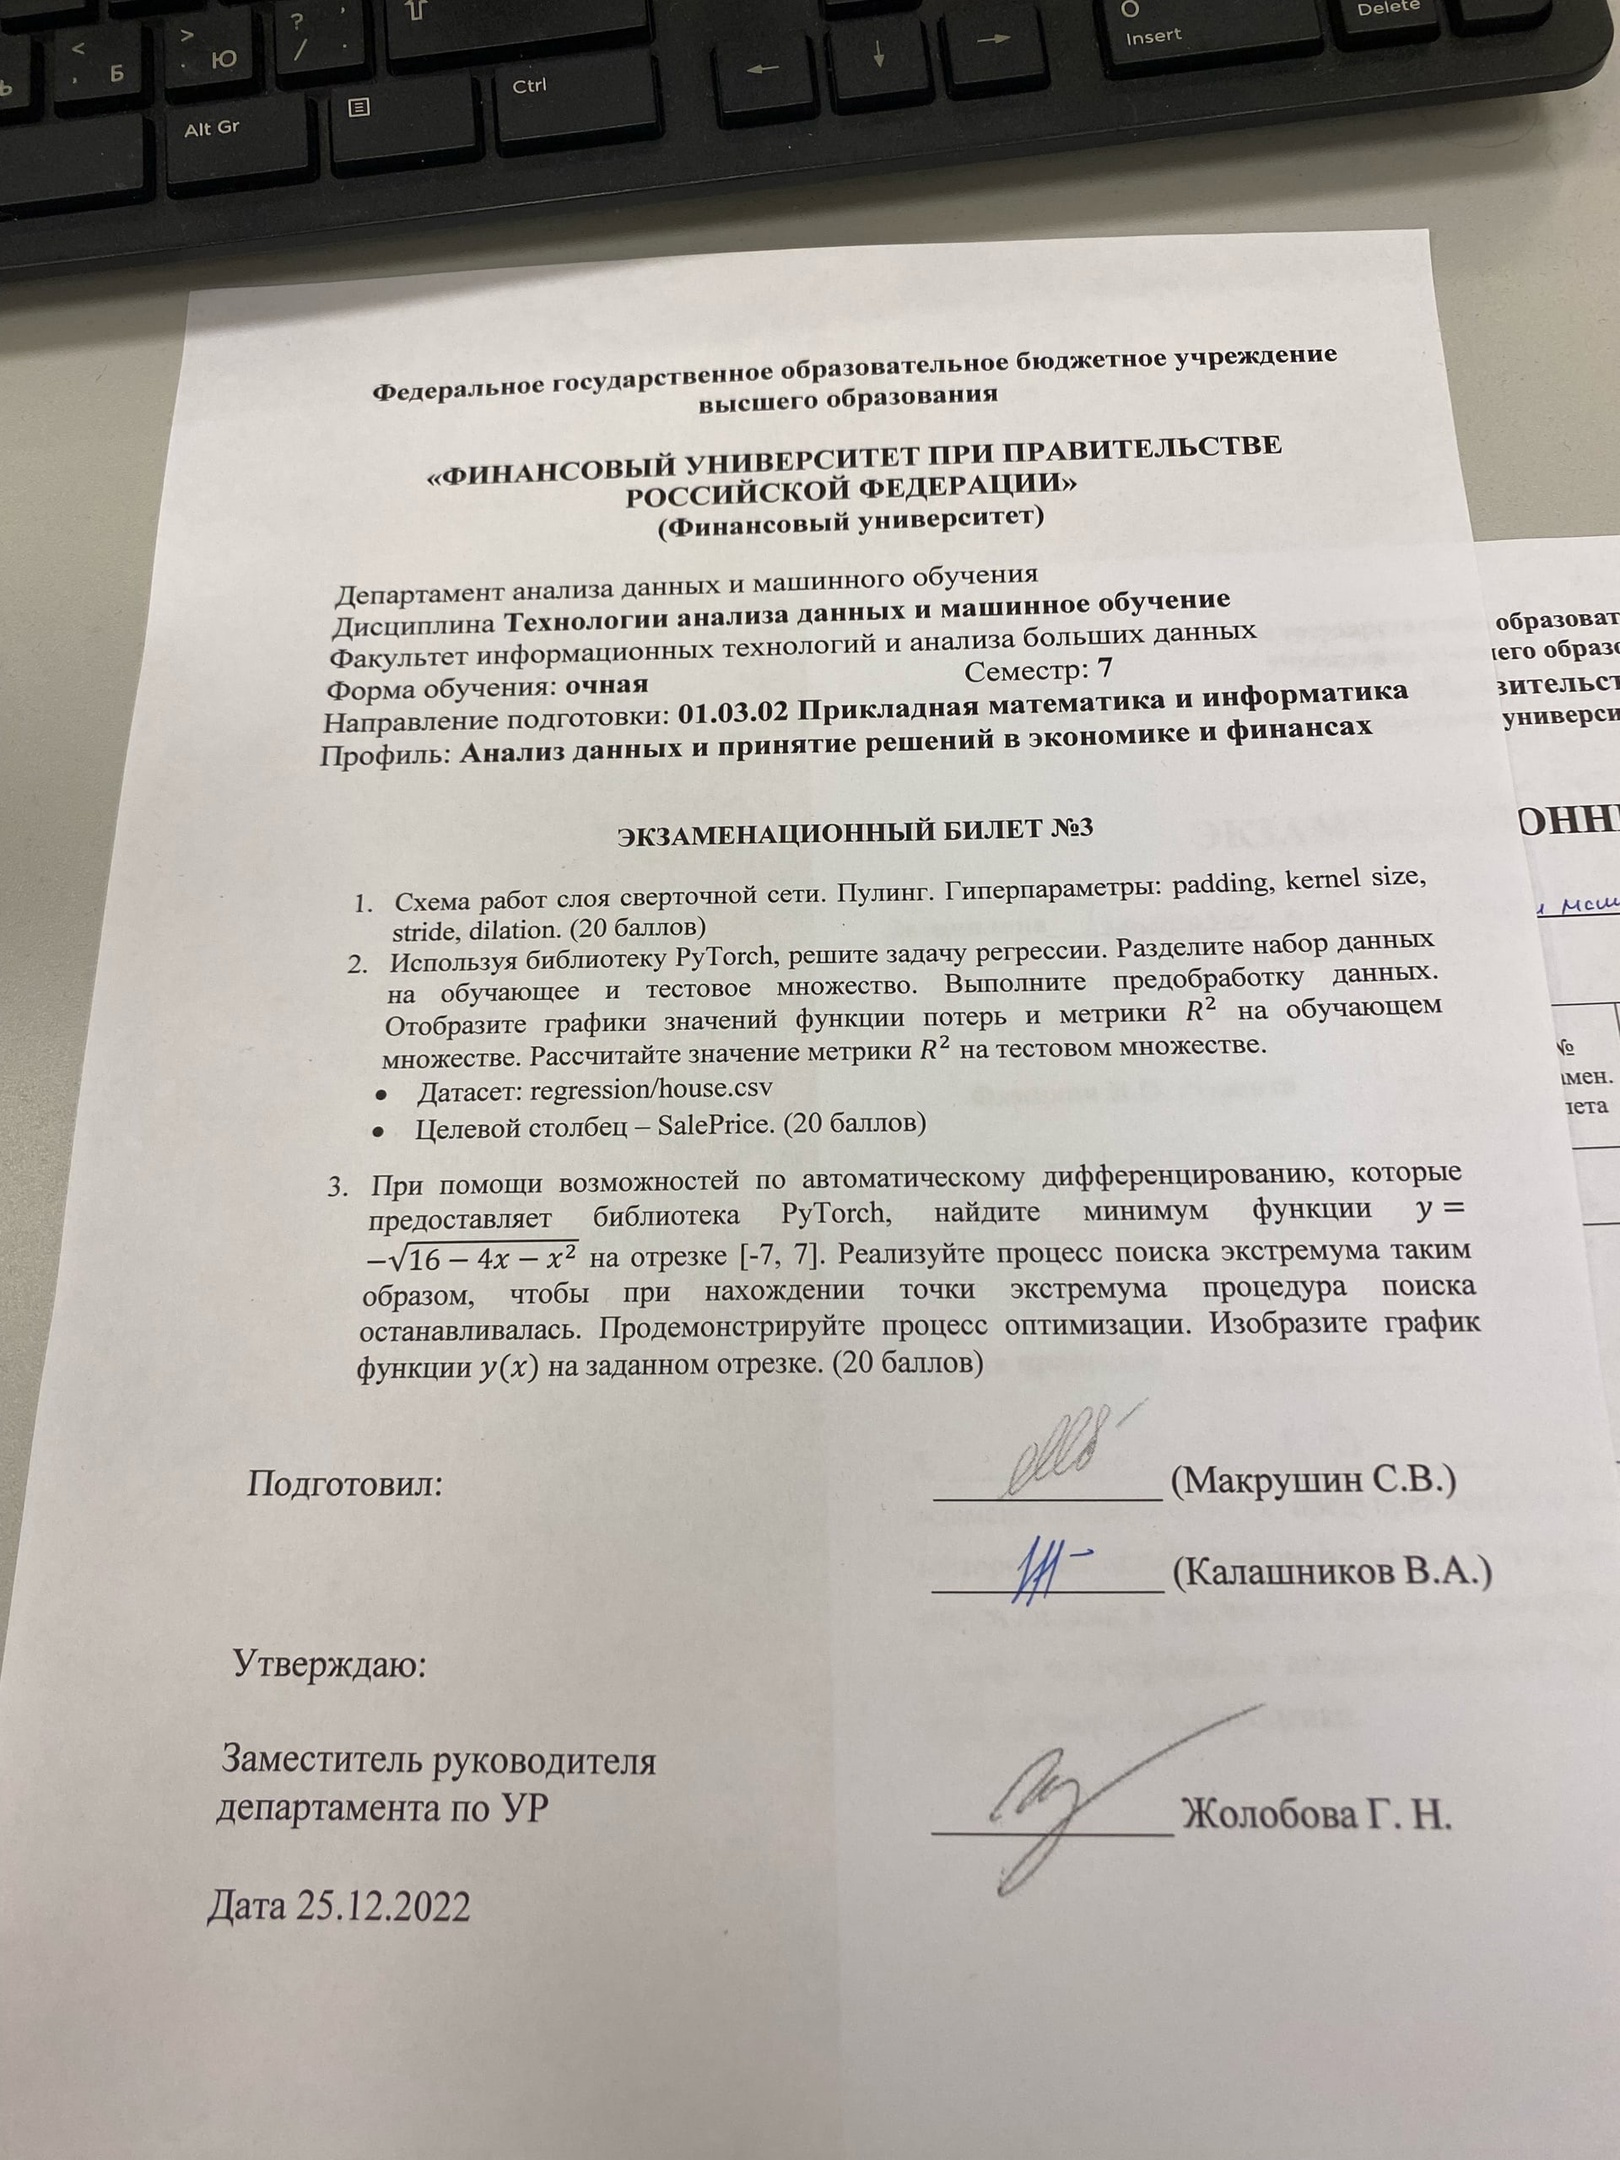 < , Б
> . Ю
? , / .
Ctrl
Alt Gr
O Insert
Delete
Федеральное государственное образовательное бюджетное учреждение
высшего образования
«ФИНАНСОВЫЙ УНИВЕРСИТЕТ ПРИ ПРАВИТЕЛЬСТВЕ
РОССИЙСКОЙ ФЕДЕРАЦИИ»
(Финансовый университет)
Департамент анализа данных и машинного обучения
Дисциплина Технологии анализа данных и машинное обучение
Факультет информационных технологий и анализа больших данных
Форма обучения: очная Семестр: 7
Направление подготовки: 01.03.02 Прикладная математика и информатика
Профиль: Анализ данных и принятие решений в экономике и финансах
ЭКЗАМЕНАЦИОННЫЙ БИЛЕТ №3
1. Схема работ слоя сверточной сети. Пулинг. Гиперпараметры: padding, kernel size,
stride, dilation. (20 баллов)
2. Используя библиотеку PyTorch, решите задачу регрессии. Разделите набор данных
на обучающее и тестовое множество. Выполните предобработку данных.
Отобразите графики значений функции потерь и метрики R² на обучающем
множестве. Рассчитайте значение метрики R² на тестовом множестве.
• Датасет: regression/house.csv
• Целевой столбец – SalePrice. (20 баллов)
3. При помощи возможностей по автоматическому дифференцированию, которые
предоставляет библиотека PyTorch, найдите минимум функции y =
−√16 − 4x − x² на отрезке [-7, 7]. Реализуйте процесс поиска экстремума таким
образом, чтобы при нахождении точки экстремума процедура поиска
останавливалась. Продемонстрируйте процесс оптимизации. Изобразите график
функции y(x) на заданном отрезке. (20 баллов)
Подготовил: (Макрушин С.В.)
(Калашников В.А.)
Утверждаю:
Заместитель руководителя
департамента по УР Жолобова Г. Н.
Дата 25.12.2022
образоват
его образо
вительст
универси
ОНН
№
мен.
лета